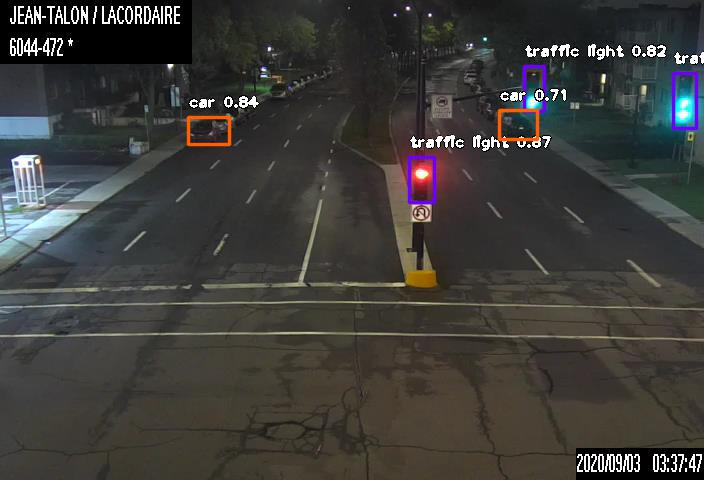 JEAN-TALON / LACORDAIRE
6044-472 *
traffic light 0.82
traf
car 0.84
car 0.71
traffic light 0.87
2020/09/03 03:37:47